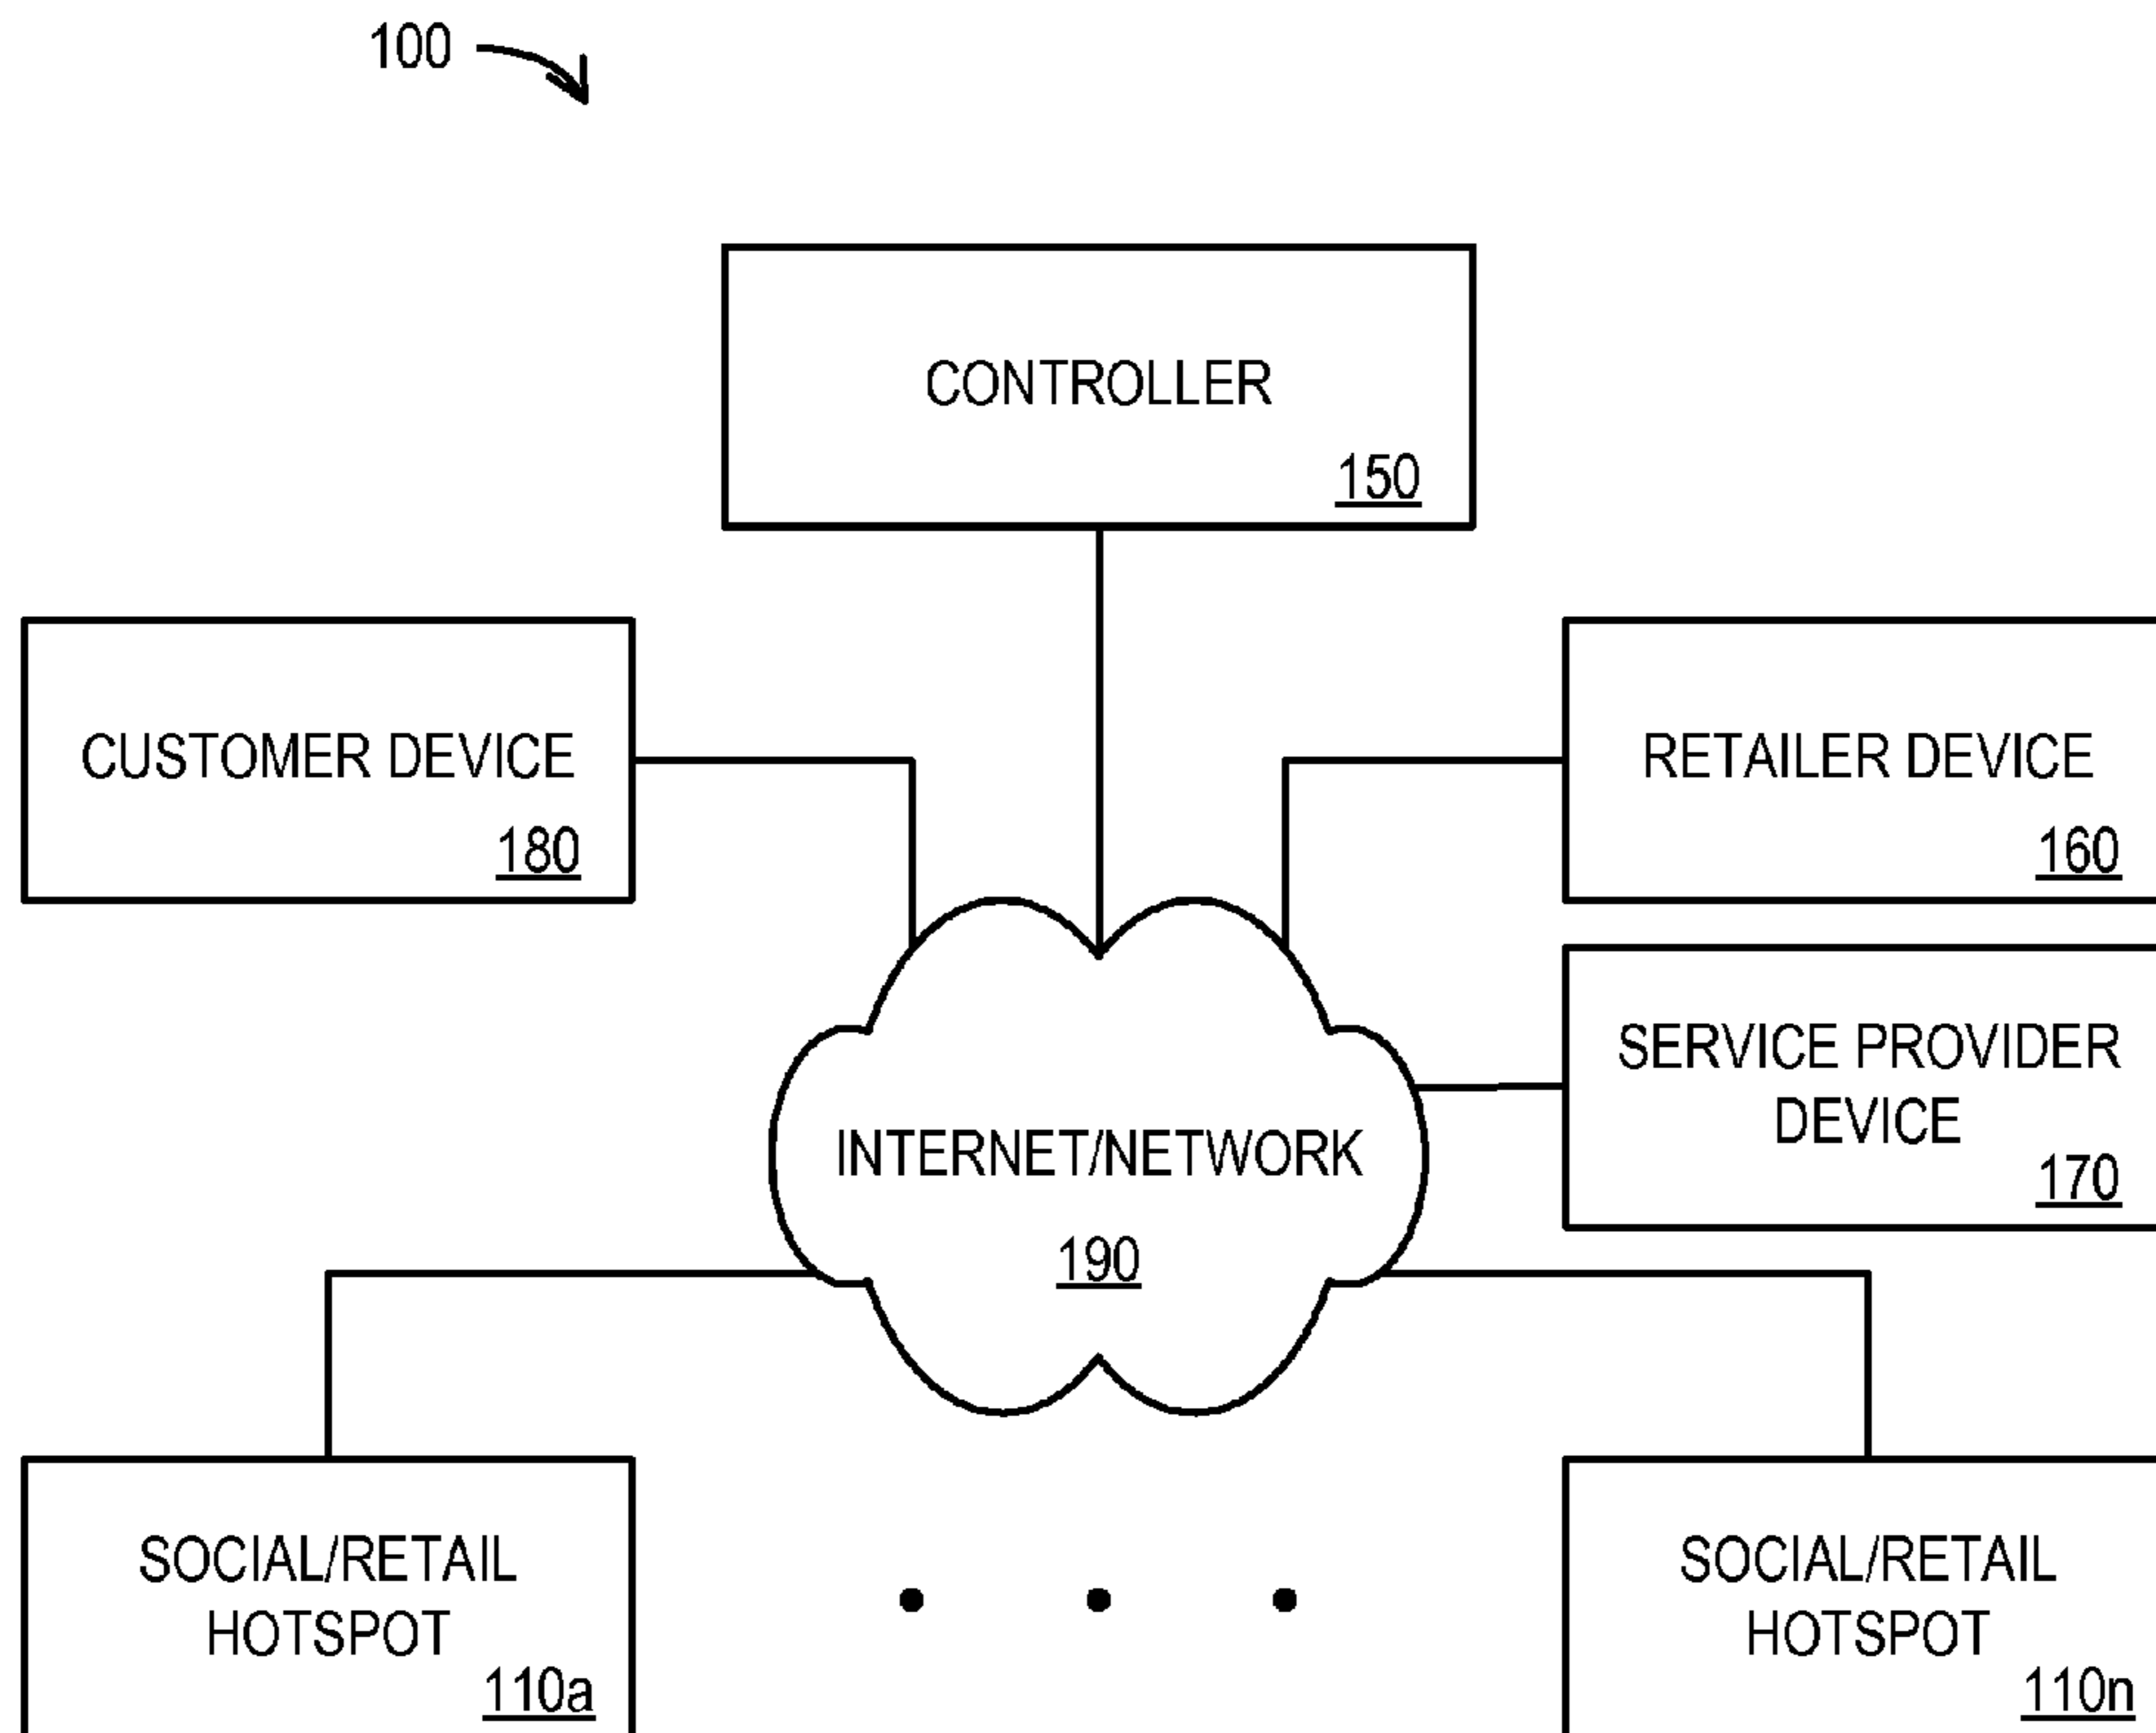 100
CONTROLLER
150
CUSTOMER DEVICE
180
RETAILER DEVICE
160
SERVICE PROVIDER
DEVICE
170
INTERNET/NETWORK
190
SOCIAL/RETAIL
HOTSPOT
110a
SOCIAL/RETAIL
HOTSPOT
110n